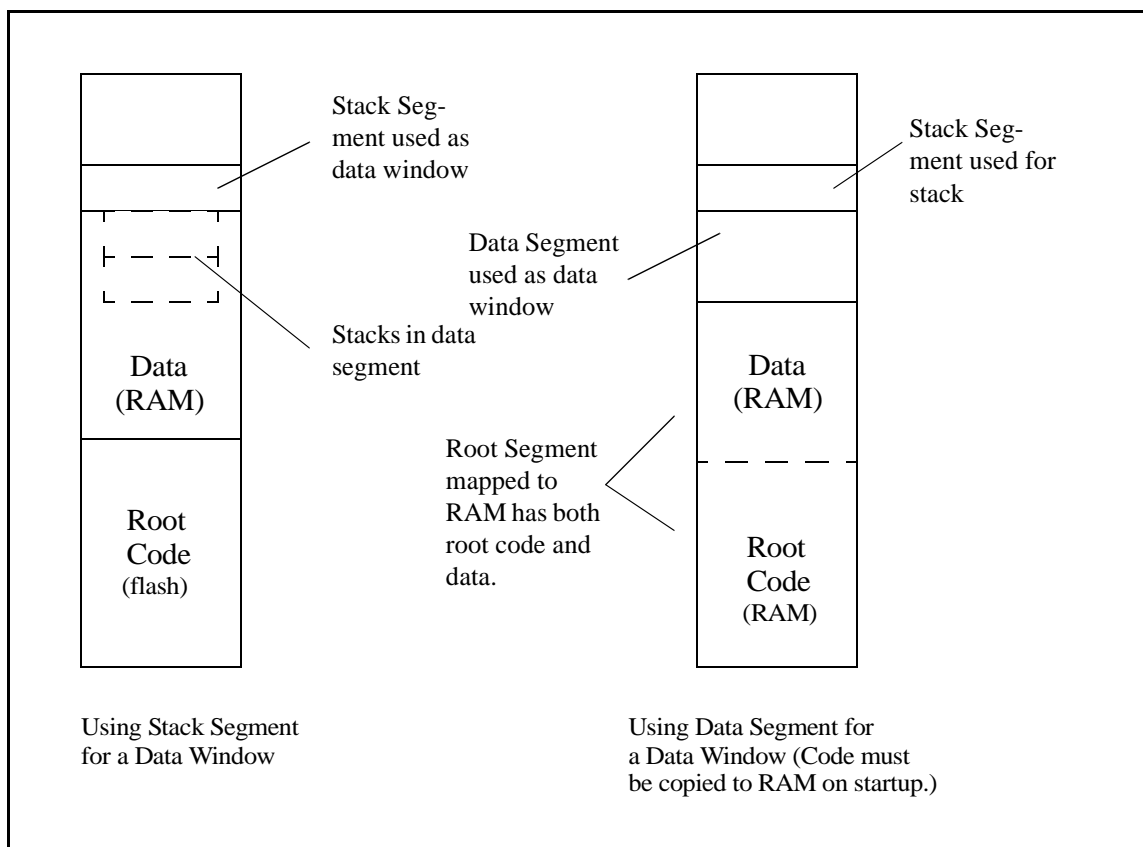 Stack Seg-
ment used as
data window
Stacks in data
segment
Data
(RAM)
Root
Code
(flash)
Using Stack Segment
for a Data Window
Stack Seg-
ment used for
stack
Data Segment
used as data
window
Data
(RAM)
Root Segment
mapped to
RAM has both
root code and
data.
Root
Code
(RAM)
Using Data Segment for
a Data Window (Code must
be copied to RAM on startup.)